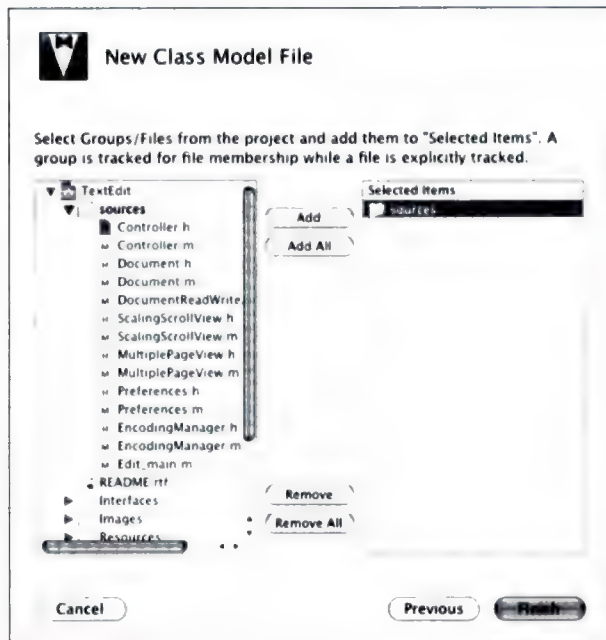 New Class Model File
Select Groups/Files from the project and add them to "Selected Items". A
group is tracked for file membership while a file is explicitly tracked.
TextEdit
sources
Controller.h
Controller.m
Document.h
Document.m
DocumentReadWrite.
ScalingScrollView.h
ScalingScrollView.m
MultiplePageView.h
MultiplePageView.m
Preferences.h
Preferences.m
EncodingManager.h
EncodingManager.m
Edit_main.m
README.rtf
Interfaces
Images
Resources
Add
Add All
Remove
Remove All
Selected Items
sources
Cancel
Previous
Finish